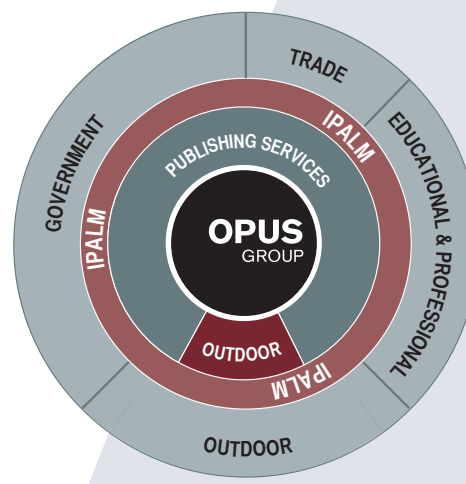 TRADE
GOVERNMENT
EDUCATIONAL & PROFESSIONAL
IPALM
IPALM
PUBLISHING SERVICES
OPUS
GROUP
OUTDOOR
IPALM
OUTDOOR